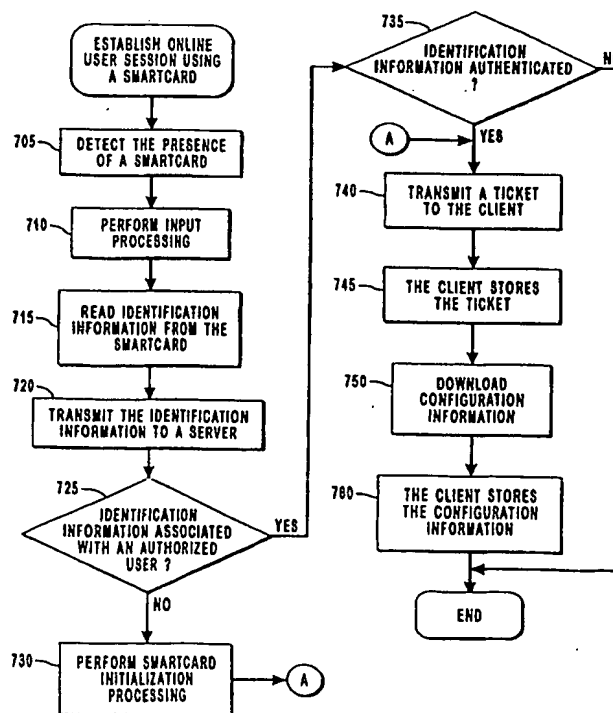 ESTABLISH ONLINE
USER SESSION USING
A SMARTCARD
705
DETECT THE PRESENCE
OF A SMARTCARD
710
PERFORM INPUT
PROCESSING
715
READ IDENTIFICATION
INFORMATION FROM THE
SMARTCARD
720
TRANSMIT THE IDENTIFICATION
INFORMATION TO A SERVER
725
IDENTIFICATION
INFORMATION ASSOCIATED
WITH AN AUTHORIZED
USER ?
YES
NO
730
PERFORM SMARTCARD
INITIALIZATION
PROCESSING
A
735
IDENTIFICATION
INFORMATION AUTHENTICATED
?
N
A
YES
740
TRANSMIT A TICKET
TO THE CLIENT
745
THE CLIENT STORES
THE TICKET
750
DOWNLOAD
CONFIGURATION
INFORMATION
780
THE CLIENT STORES
THE CONFIGURATION
INFORMATION
END